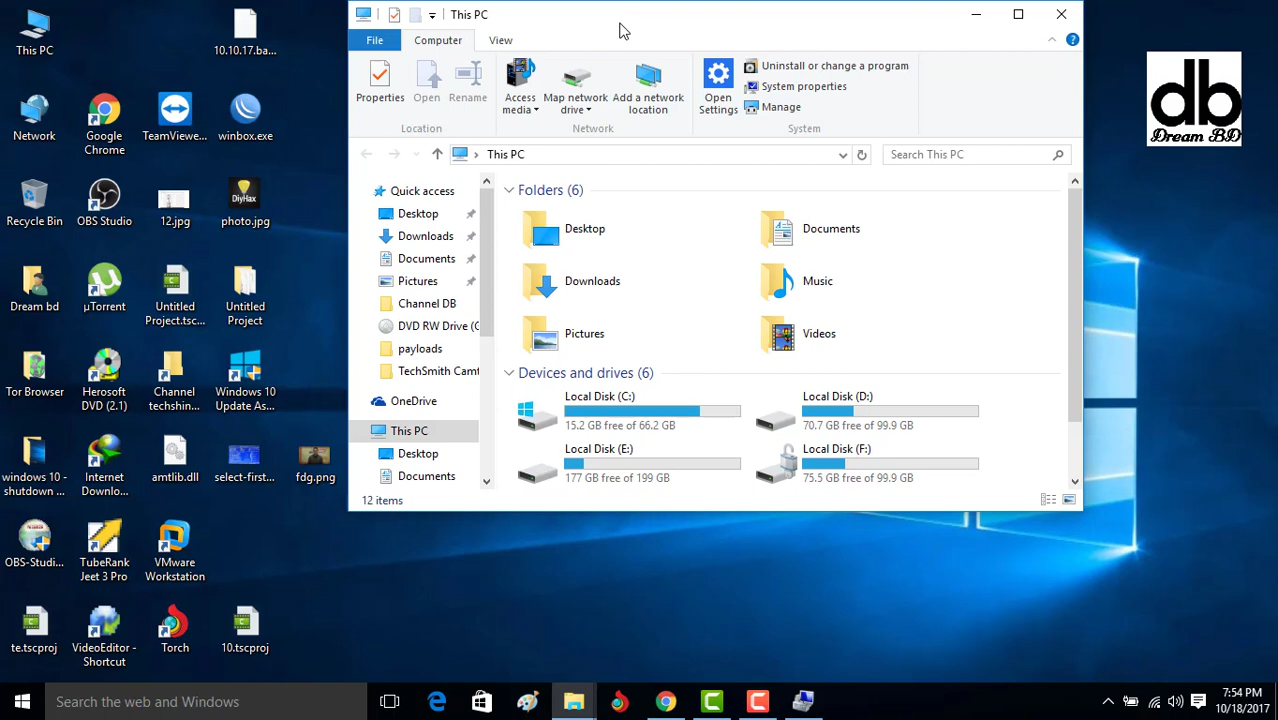 This PC
10.10.17.ba...
Network
Google
Chrome
TeamViewe...
winbox.exe
Recycle Bin
OBS Studio
12.jpg
DiyHax
photo.jpg
Dream bd
µTorrent
Untitled
Project.tsc...
Untitled
Project
Tor Browser
Herosoft
DVD (2.1)
Channel
techshin...
Windows 10
Update As...
windows 10 -
shutdown ...
Internet
Downlo...
amtlib.dll
select-first...
fdg.png
OBS-Studi...
TubeRank
Jeet 3 Pro
VMware
Workstation
te.tscproj
VideoEditor -
Shortcut
Torch
10.tscproj
This PC
File
Computer
View
Properties
Open
Rename
Location
Access
media
Map network
drive
Add a network
location
Network
Open
Settings
Uninstall or change a program
System properties
Manage
System
This PC
Search This PC
Quick access
Desktop
Downloads
Documents
Pictures
Channel DB
DVD RW Drive (G
payloads
TechSmith Camt
OneDrive
This PC
Desktop
Documents
Folders (6)
Desktop
Documents
Downloads
Music
Pictures
Videos
Devices and drives (6)
Local Disk (C:)
15.2 GB free of 66.2 GB
Local Disk (D:)
70.7 GB free of 99.9 GB
Local Disk (E:)
177 GB free of 199 GB
Local Disk (F:)
75.5 GB free of 99.9 GB
12 items
db
Dream BD
Search the web and Windows
7:54 PM
10/18/2017